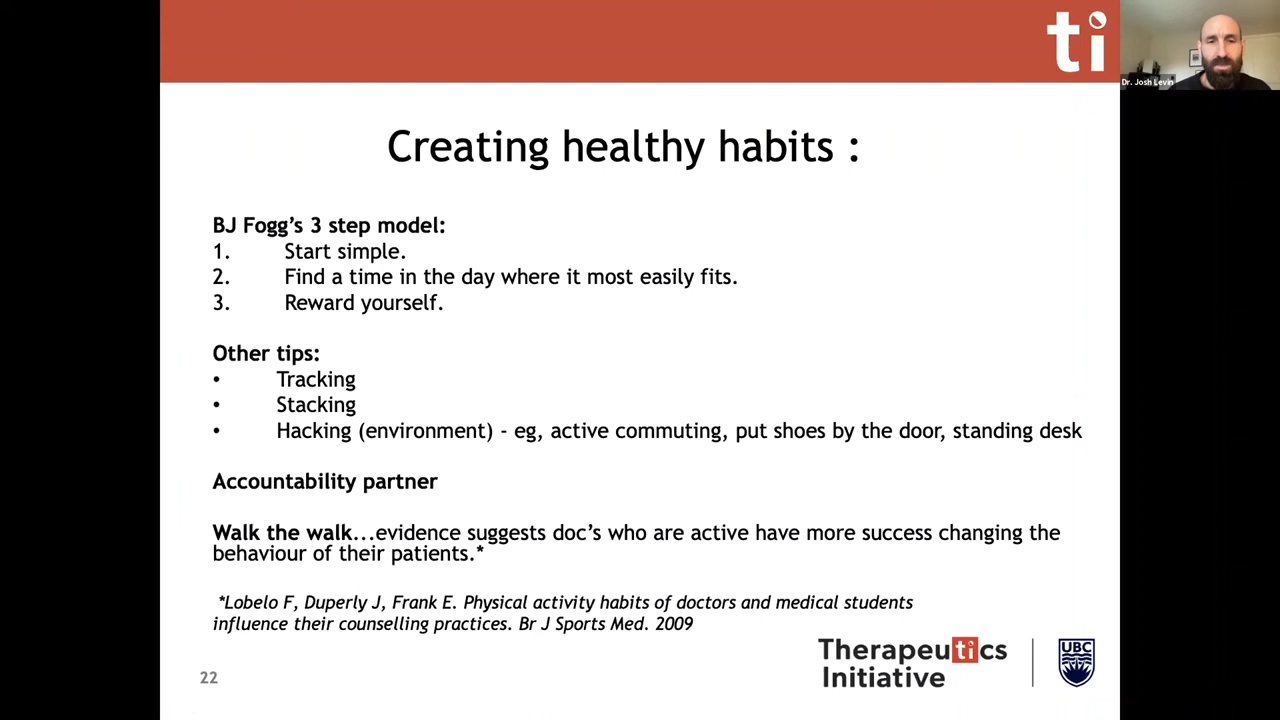 ti
Dr. Josh Levin
Creating healthy habits :
BJ Fogg's 3 step model:
1. Start simple.
2. Find a time in the day where it most easily fits.
3. Reward yourself.
Other tips:
• Tracking
• Stacking
• Hacking (environment) - eg, active commuting, put shoes by the door, standing desk
Accountability partner
Walk the walk...evidence suggests doc's who are active have more success changing the
behaviour of their patients.*
*Lobelo F, Duperly J, Frank E. Physical activity habits of doctors and medical students
influence their counselling practices. Br J Sports Med. 2009
Therapeutics
Initiative
UBC
22